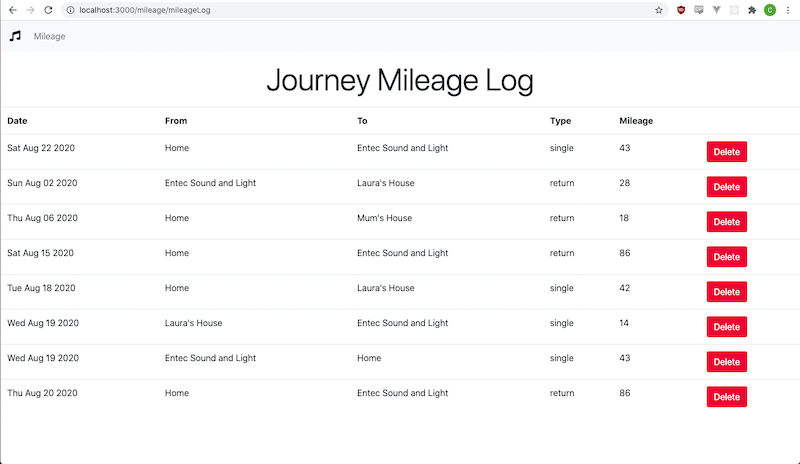 localhost:3000/mileage/mileageLog
C
Mileage
Journey Mileage Log
Date From To Type Mileage
Sat Aug 22 2020 Home Entec Sound and Light single 43 Delete
Sun Aug 02 2020 Entec Sound and Light Laura's House return 28 Delete
Thu Aug 06 2020 Home Mum's House return 18 Delete
Sat Aug 15 2020 Home Entec Sound and Light return 86 Delete
Tue Aug 18 2020 Home Laura's House single 42 Delete
Wed Aug 19 2020 Laura's House Entec Sound and Light single 14 Delete
Wed Aug 19 2020 Entec Sound and Light Home single 43 Delete
Thu Aug 20 2020 Home Entec Sound and Light return 86 Delete